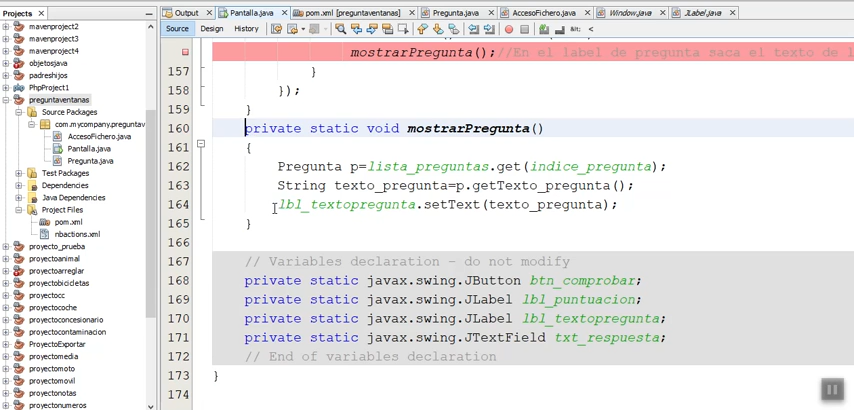 Projects
Output
Pantalla.java
pom.xml [preguntaventanas]
Pregunta.java
AccesoFichero.java
Window.java
JLabel.java
Source
Design
History
mavenproject2
mavenproject3
mavenproject4
objetosjava
padreshijos
PhpProject1
preguntaventanas
Source Packages
com.mycompany.preguntav
AccesoFichero.java
Pantalla.java
Pregunta.java
Test Packages
Dependencies
Java Dependencies
Project Files
pom.xml
nbactions.xml
proyecto_prueba
proyectoanimal
proyectoarreglar
proyectobicicletas
proyectocc
proyectocoche
proyectoconcesionario
proyectocontaminacion
ProyectoExportar
proyectomedia
proyectomoto
proyectomovil
proyectonotas
proyectonumeros
mostrarPregunta();//En el label de pregunta saca el texto de l
157 }
158 });
159 }
160 private static void mostrarPregunta()
161 {
162 Pregunta p=lista_preguntas.get(indice_pregunta);
163 String texto_pregunta=p.getTexto_pregunta();
164 lbl_textopregunta.setText(texto_pregunta);
165 }
166
167 // Variables declaration - do not modify
168 private static javax.swing.JButton btn_comprobar;
169 private static javax.swing.JLabel lbl_puntuacion;
170 private static javax.swing.JLabel lbl_textopregunta;
171 private static javax.swing.JTextField txt_respuesta;
172 // End of variables declaration
173 }
174